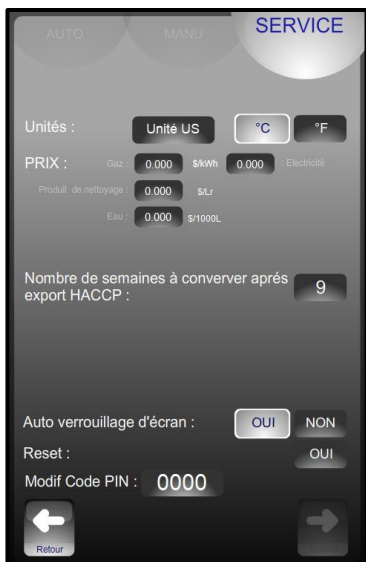 AUTO MANU SERVICE
Unités : Unité US °C °F
PRIX : Gaz : 0.000 $/kWh 0.000 : Electricité
Produit de nettoyage : 0.000 $/Lr
Eau : 0.000 $/1000L
Nombre de semaines à converver aprés
export HACCP : 9
Auto verrouillage d'écran : OUI NON
Reset : OUI
Modif Code PIN : 0000
Retour